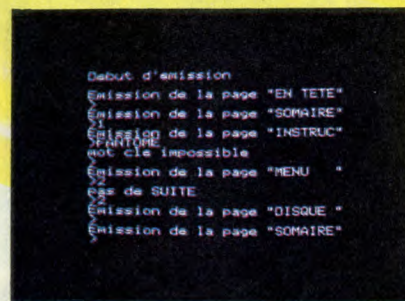 Debut d'emission
Emission de la page "EN TETE"
>
Emission de la page "SOMAIRE"
>1
Emission de la page "INSTRUC"
>FANTOME
mot cle impossible
>
Emission de la page "MENU    "
>2
pas de SUITE
>2
Emission de la page "DISQUE "
>
Emission de la page "SOMAIRE"
>